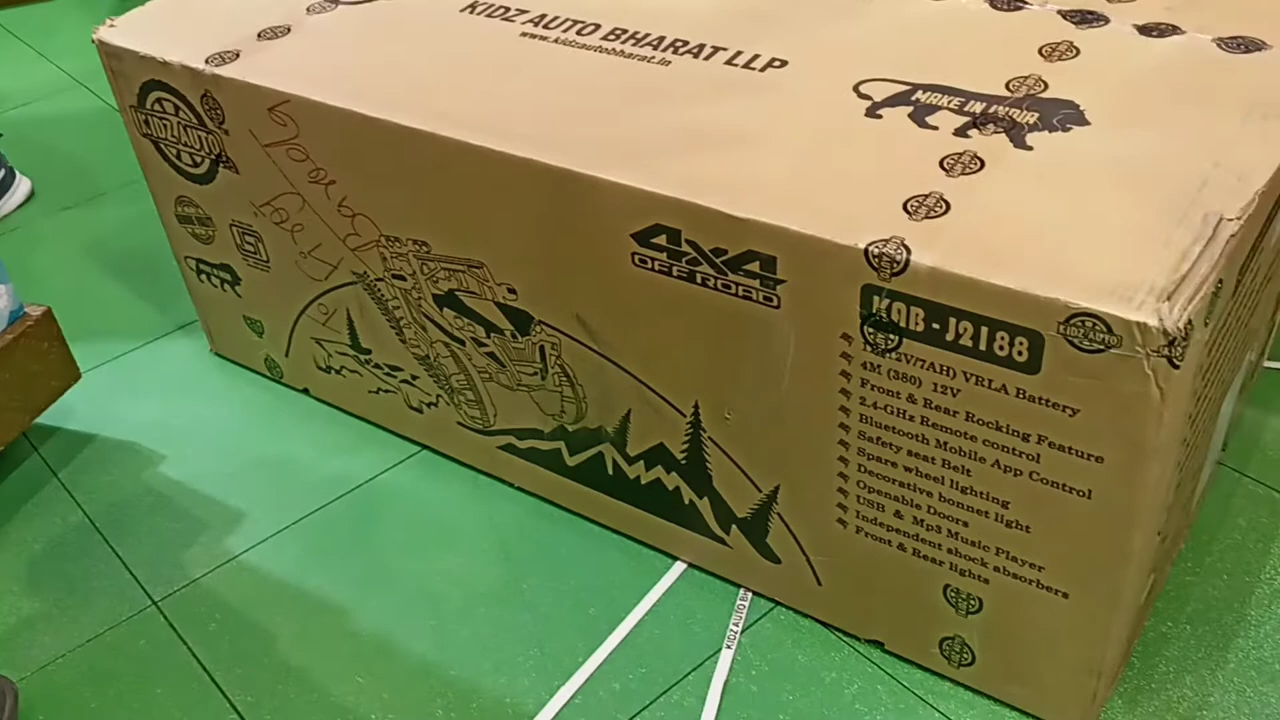 KIDZ AUTO BHARAT LLP
www.kidzautobharat.in
MAKE IN INDIA
KIDZ AUTO
4x4
OFF ROAD
KAB - J2188
KIDZ AUTO
VRLA Battery
4M (380) 12V
Front & Rear Rocking Feature
2.4-GHz Remote control
Bluetooth Mobile App Control
Safety seat Belt
Spare wheel lighting
Decorative bonnet light
Openable Doors
USB & Mp3 Music Player
Independent shock absorbers
Front & Rear lights
KIDZ AUTO